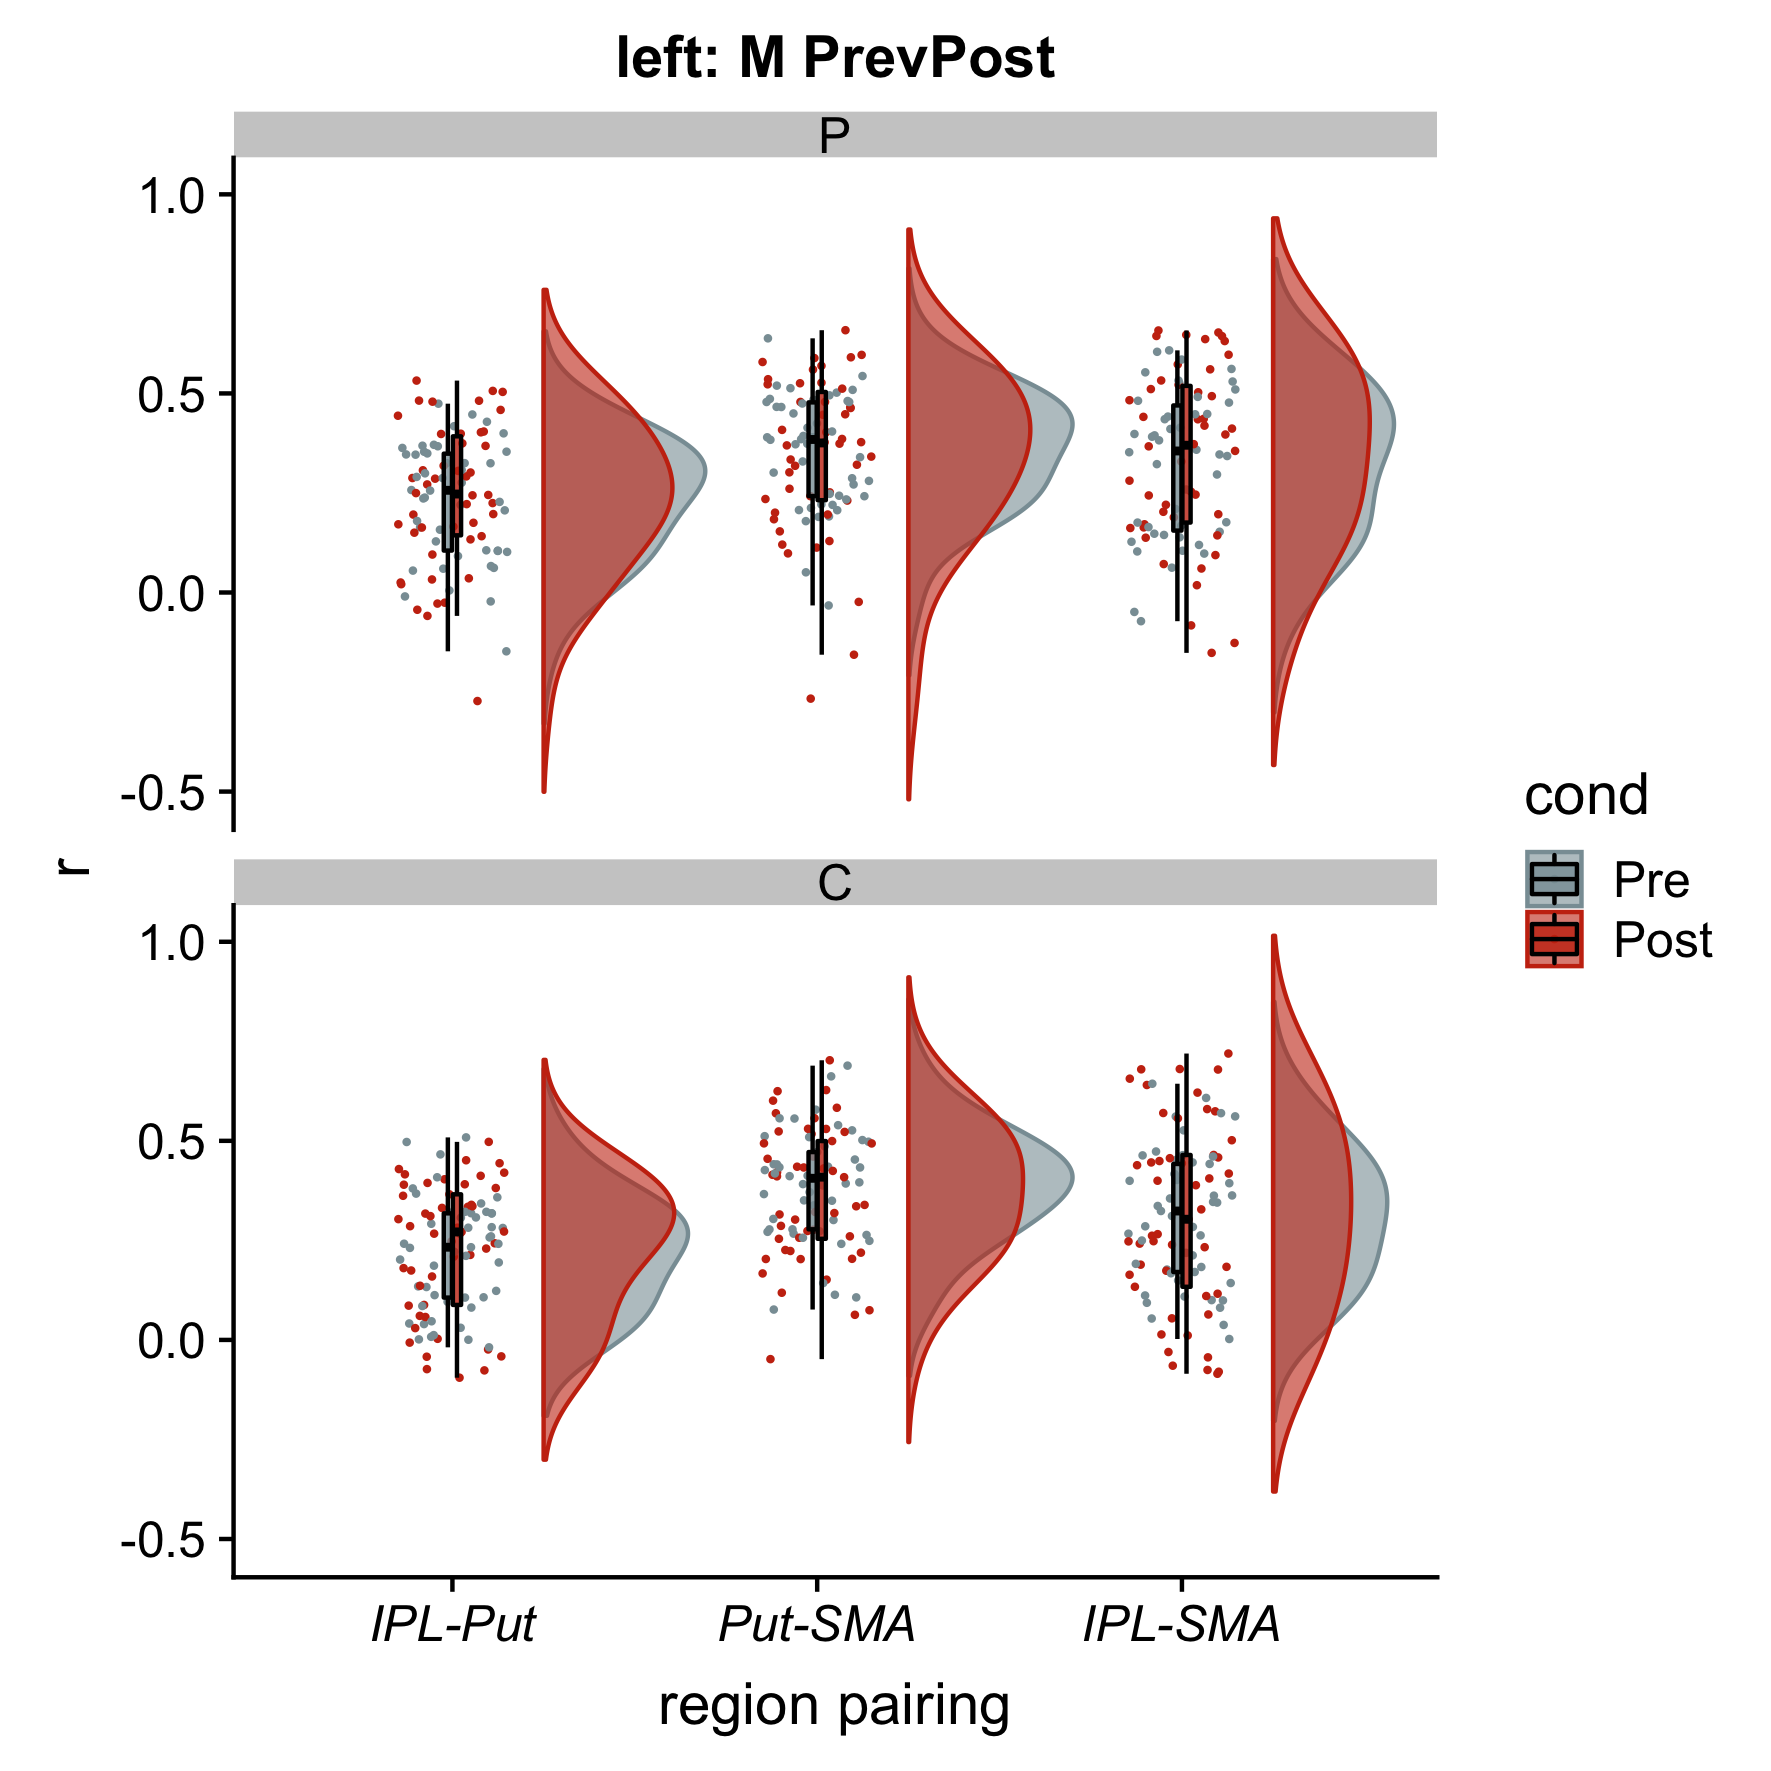 left: M PrevPost
P
1.0
0.5
0.0
-0.5
r
C
1.0
0.5
0.0
-0.5
IPL-Put Put-SMA IPL-SMA
region pairing
cond
Pre
Post